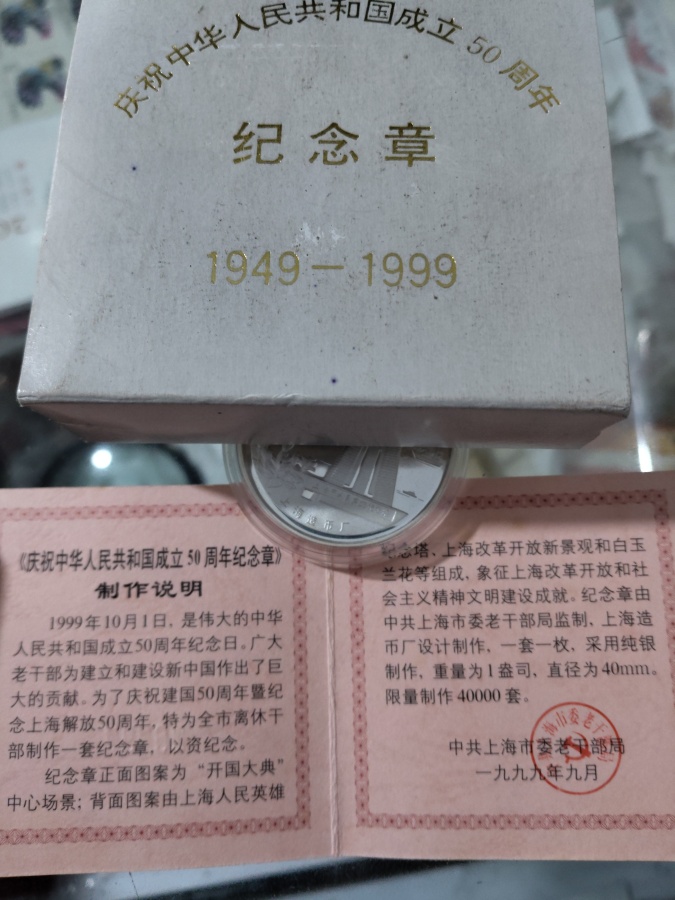 庆祝中华人民共和国成立50周年
纪念章
1949－1999
上海造币厂
《庆祝中华人民共和国成立50周年纪念章》
制作说明
1999年10月1日，是伟大的中华
人民共和国成立50周年纪念日。广大
老干部为建立和建设新中国作出了巨
大的贡献。为了庆祝建国50周年暨纪
念上海解放50周年，特为全市离休干
部制作一套纪念章，以资纪念。
纪念章正面图案为“开国大典”
中心场景；背面图案由上海人民英雄
纪念塔、上海改革开放新景观和白玉
兰花等组成，象征上海改革开放和社
会主义精神文明建设成就。纪念章由
中共上海市委老干部局监制，上海造
币厂设计制作，一套一枚，采用纯银
制作，重量为1盎司，直径为40mm。
限量制作40000套。
中共上海市委老干部局
一九九九年九月